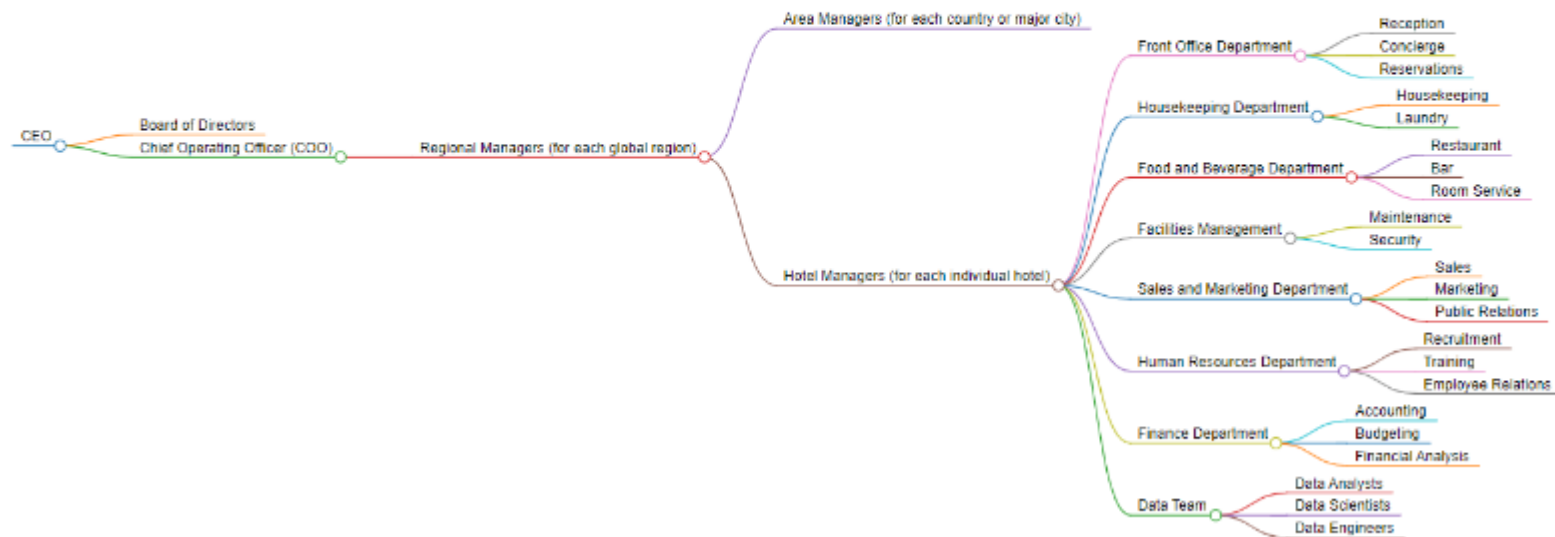 CEO
Board of Directors
Chief Operating Officer (COO)
Regional Managers (for each global region)
Area Managers (for each country or major city)
Hotel Managers (for each individual hotel)
Front Office Department
Reception
Concierge
Reservations
Housekeeping Department
Housekeeping
Laundry
Food and Beverage Department
Restaurant
Bar
Room Service
Facilities Management
Maintenance
Security
Sales and Marketing Department
Sales
Marketing
Public Relations
Human Resources Department
Recruitment
Training
Employee Relations
Finance Department
Accounting
Budgeting
Financial Analysis
Data Team
Data Analysts
Data Scientists
Data Engineers